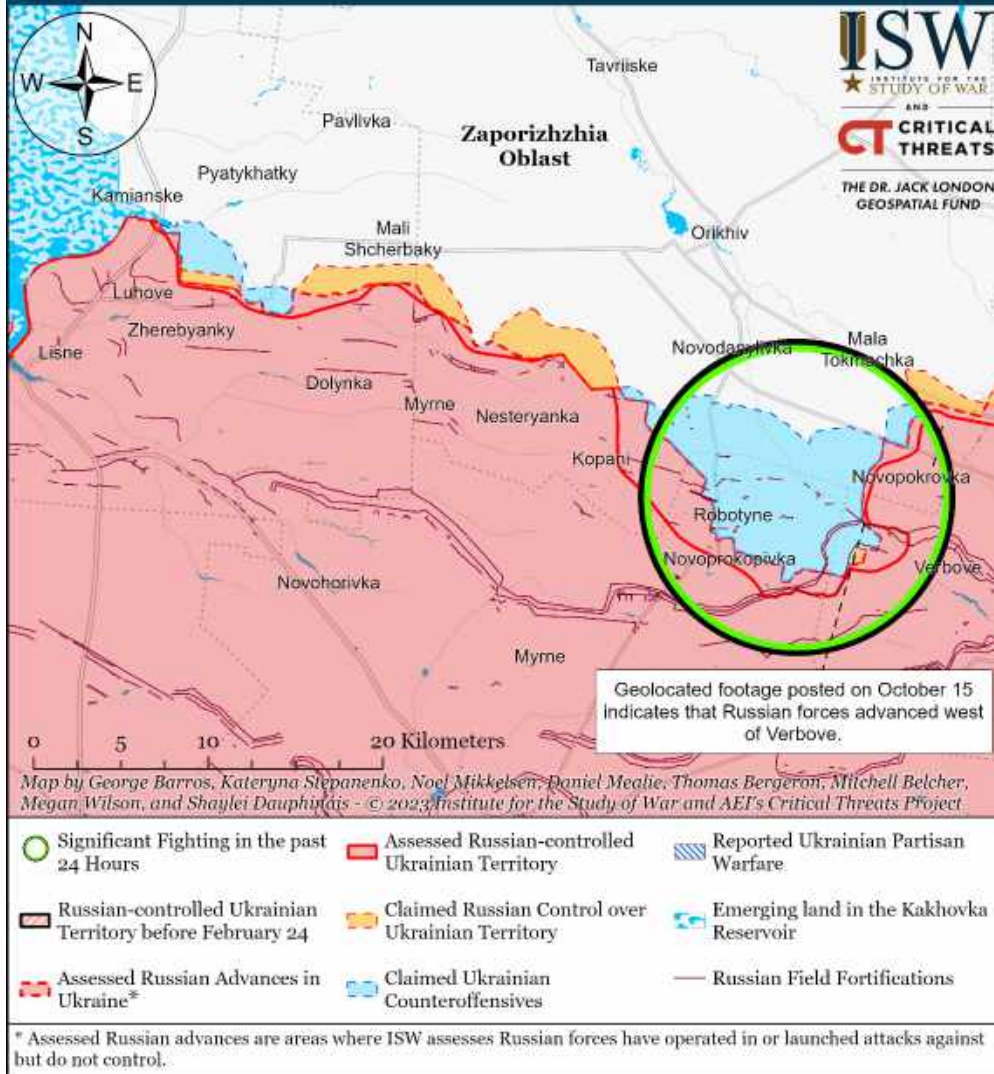 N
W
E
S
ISW
INSTITUTE FOR THE
STUDY OF WAR
AND
CT CRITICAL
THREATS
THE DR. JACK LONDON
GEOSPATIAL FUND
Tavriiske
Pavlivka
Zaporizhzhia
Oblast
Pyatykhatky
Kamianske
Mali
Shcherbaky
Orikhiv
Luhove
Zherebyanky
Lisne
Novodanylivka
Mala
Tokmachka
Dolynka
Myrne
Nesteryanka
Kopani
Novopokrovka
Robotyne
Novoprokopivka
Verbove
Novohorivka
Myrne
Geolocated footage posted on October 15
indicates that Russian forces advanced west
of Verbove.
0 5 10 20 Kilometers
Map by George Barros, Kateryna Stepanenko, Noel Mikkelsen, Daniel Mealie, Thomas Bergeron, Mitchell Belcher,
Megan Wilson, and Shaylei Dauphinais - © 2023 Institute for the Study of War and AEI's Critical Threats Project
Significant Fighting in the past
24 Hours
Assessed Russian-controlled
Ukrainian Territory
Reported Ukrainian Partisan
Warfare
Russian-controlled Ukrainian
Territory before February 24
Claimed Russian Control over
Ukrainian Territory
Emerging land in the Kakhovka
Reservoir
Assessed Russian Advances in
Ukraine*
Claimed Ukrainian
Counteroffensives
Russian Field Fortifications
* Assessed Russian advances are areas where ISW assesses Russian forces have operated in or launched attacks against
but do not control.